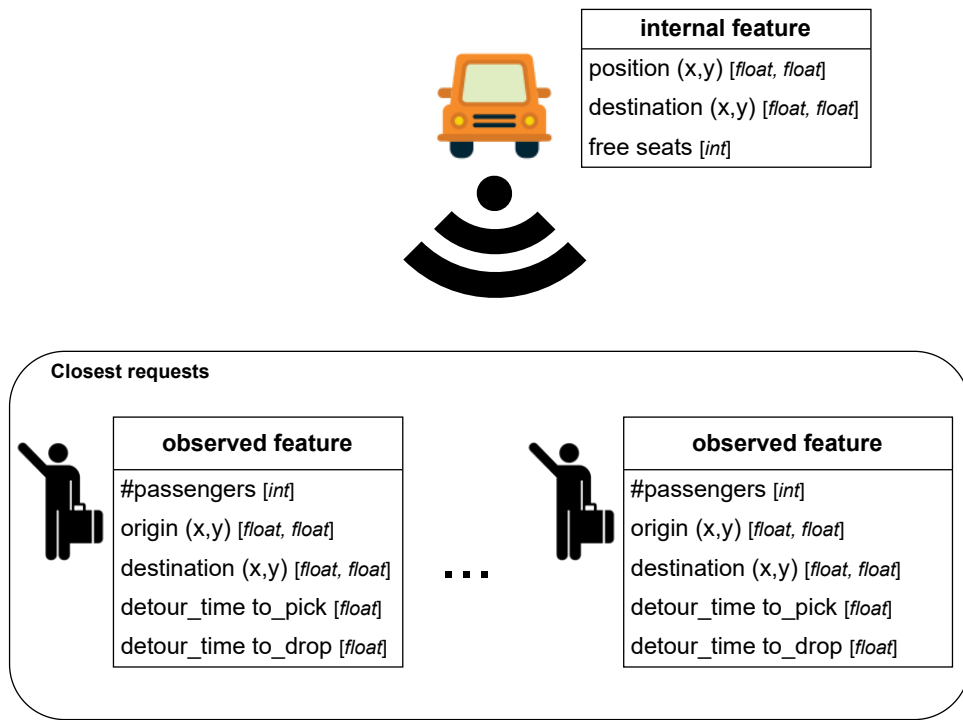 internal feature
position (x,y) [float, float]
destination (x,y) [float, float]
free seats [int]
Closest requests
observed feature
#passengers [int]
origin (x,y) [float, float]
destination (x,y) [float, float]
detour_time to_pick [float]
detour_time to_drop [float]
...
observed feature
#passengers [int]
origin (x,y) [float, float]
destination (x,y) [float, float]
detour_time to_pick [float]
detour_time to_drop [float]